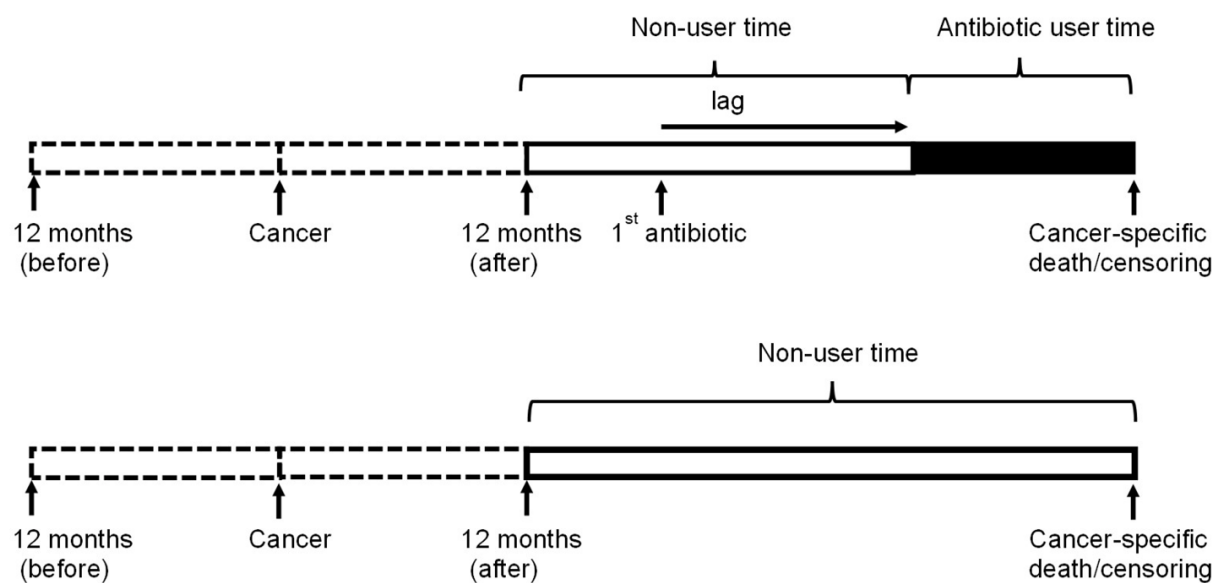 Non-user time
Antibiotic user time
lag
12 months
(before)
Cancer
12 months
(after)
1st antibiotic
Cancer-specific
death/censoring
Non-user time
12 months
(before)
Cancer
12 months
(after)
Cancer-specific
death/censoring